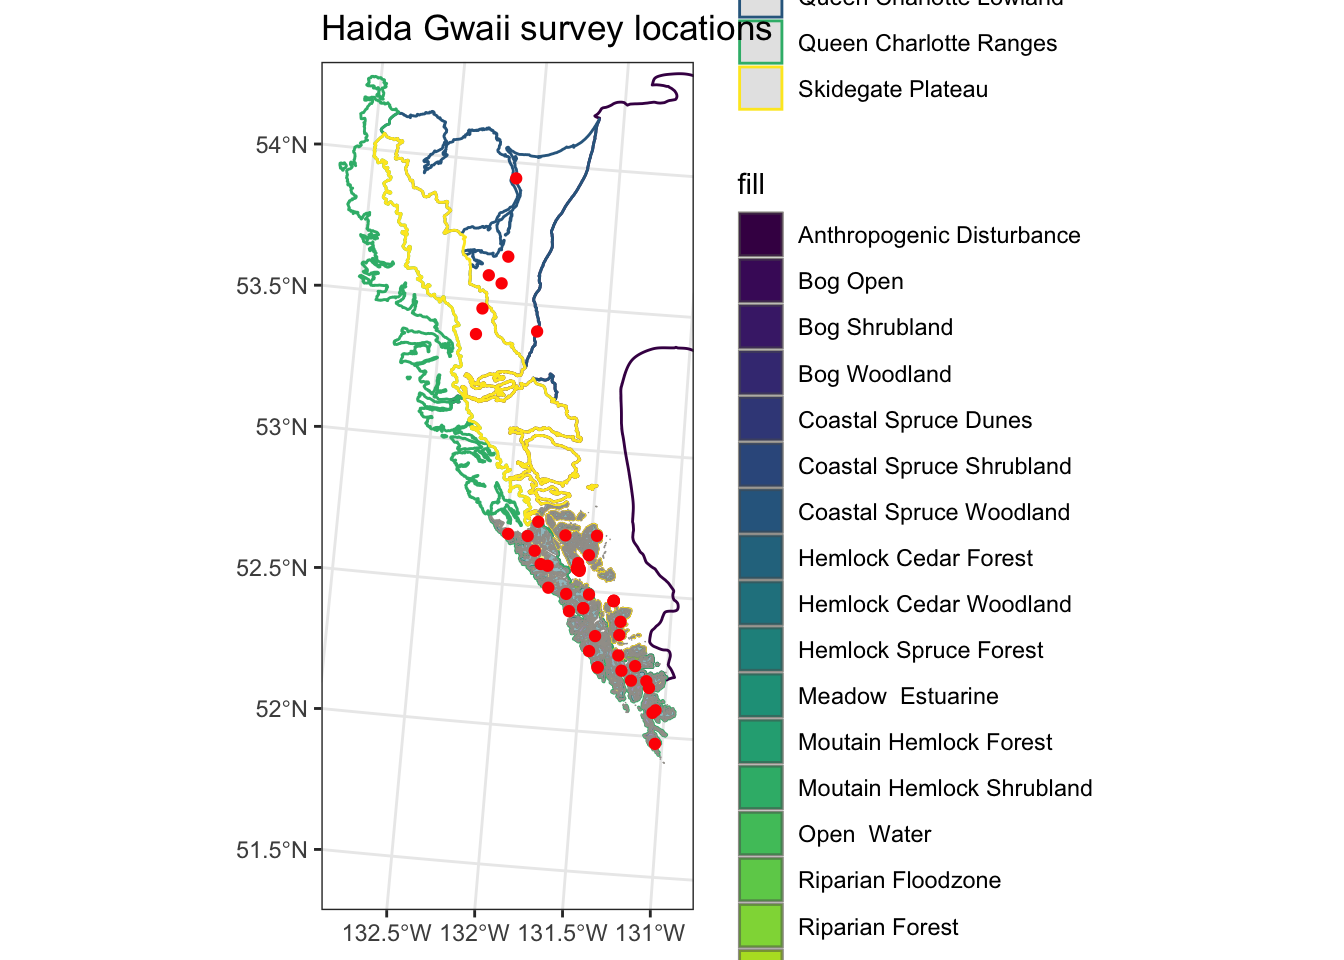 Queen Charlotte Lowland
Haida Gwaii survey locations
Queen Charlotte Ranges
Skidegate Plateau
54°N
53.5°N
53°N
52.5°N
52°N
51.5°N
132.5°W
132°W
131.5°W
131°W
fill
Anthropogenic Disturbance
Bog Open
Bog Shrubland
Bog Woodland
Coastal Spruce Dunes
Coastal Spruce Shrubland
Coastal Spruce Woodland
Hemlock Cedar Forest
Hemlock Cedar Woodland
Hemlock Spruce Forest
Meadow  Estuarine
Moutain Hemlock Forest
Moutain Hemlock Shrubland
Open  Water
Riparian Floodzone
Riparian Forest